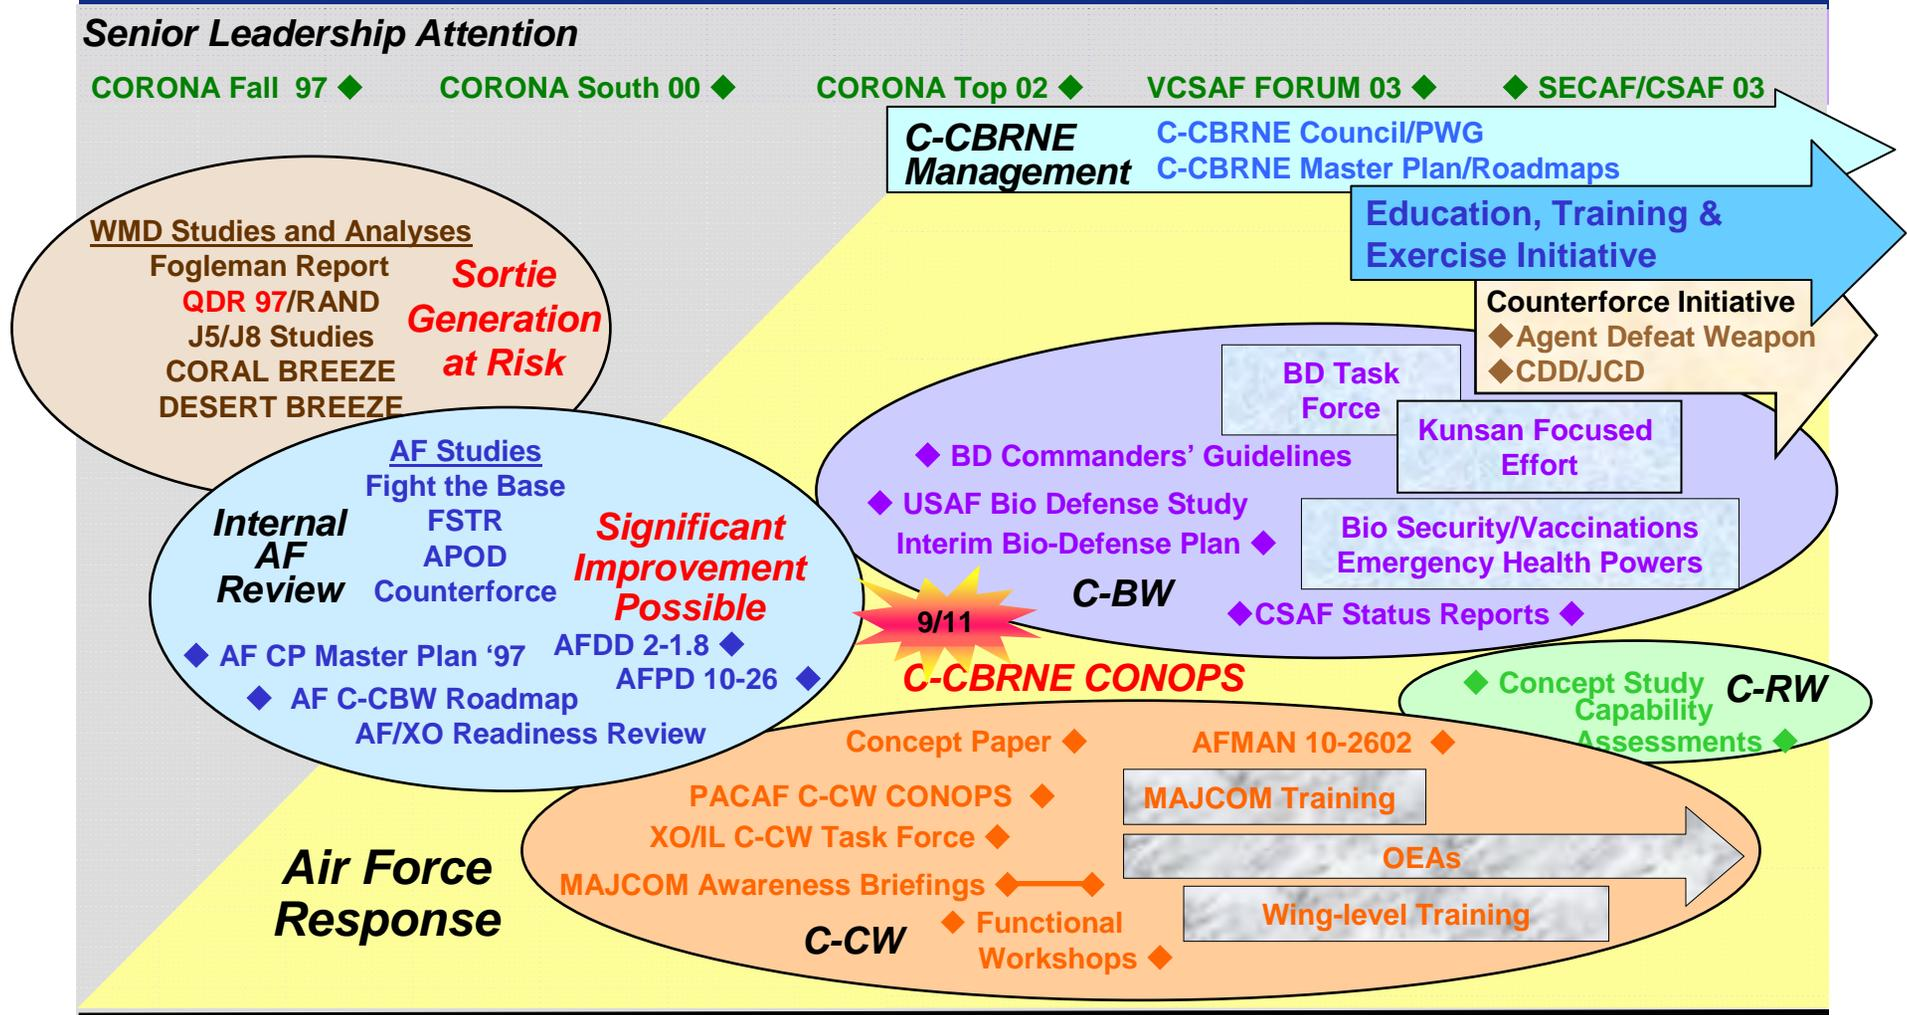 Senior Leadership Attention
CORONA Fall  97 ◆
CORONA South 00 ◆
CORONA Top 02 ◆
VCSAF FORUM 03 ◆
◆ SECAF/CSAF 03
C-CBRNE
Management
C-CBRNE Council/PWG
C-CBRNE Master Plan/Roadmaps
Education, Training &
Exercise Initiative
Counterforce Initiative
◆Agent Defeat Weapon
◆CDD/JCD
WMD Studies and Analyses
Fogleman Report
QDR 97/RAND
J5/J8 Studies
CORAL BREEZE
DESERT BREEZE
Sortie
Generation
at Risk
AF Studies
Fight the Base
FSTR
APOD
Counterforce
Internal
AF
Review
Significant
Improvement
Possible
AFDD 2-1.8 ◆
◆ AF CP Master Plan ‘97
AFPD 10-26 ◆
◆ AF C-CBW Roadmap
AF/XO Readiness Review
BD Task
Force
Kunsan Focused
Effort
◆ BD Commanders’ Guidelines
◆ USAF Bio Defense Study
Interim Bio-Defense Plan ◆
Bio Security/Vaccinations
Emergency Health Powers
C-BW
◆CSAF Status Reports ◆
9/11
C-CBRNE CONOPS
◆ Concept Study
Capability
Assessments ◆
C-RW
Concept Paper ◆
AFMAN 10-2602 ◆
PACAF C-CW CONOPS ◆
MAJCOM Training
XO/IL C-CW Task Force ◆
OEAs
MAJCOM Awareness Briefings ◆ ◆
Wing-level Training
◆ Functional
Workshops ◆
C-CW
Air Force
Response